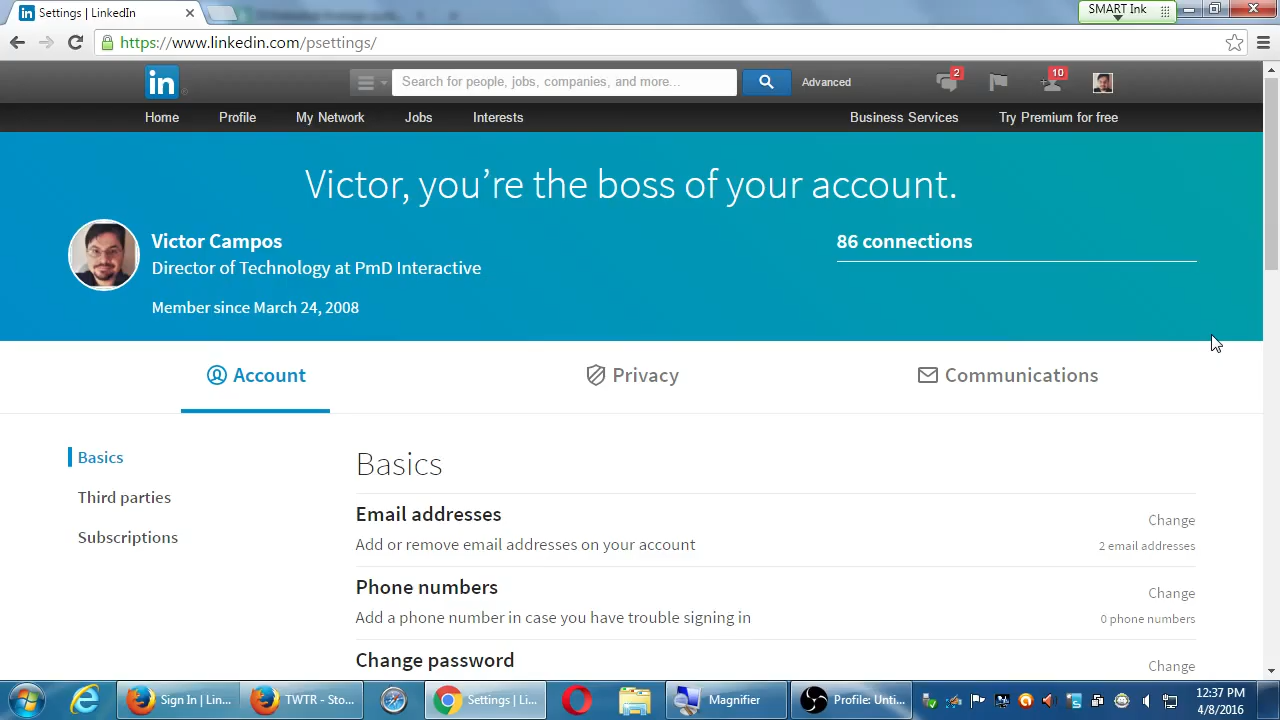 Settings | LinkedIn
SMART Ink
https://www.linkedin.com/psettings/
in
Search for people, jobs, companies, and more...
Advanced
2
10
Home
Profile
My Network
Jobs
Interests
Business Services
Try Premium for free
Victor, you’re the boss of your account.
Victor Campos
Director of Technology at PmD Interactive
Member since March 24, 2008
86 connections
Account
Privacy
Communications
Basics
Third parties
Subscriptions
Basics
Email addresses
Change
Add or remove email addresses on your account
2 email addresses
Phone numbers
Change
Add a phone number in case you have trouble signing in
0 phone numbers
Change password
Change
Sign In | Lin...
TWTR - Sto...
Settings | Li...
Magnifier
Profile: Unti...
12:37 PM
4/8/2016